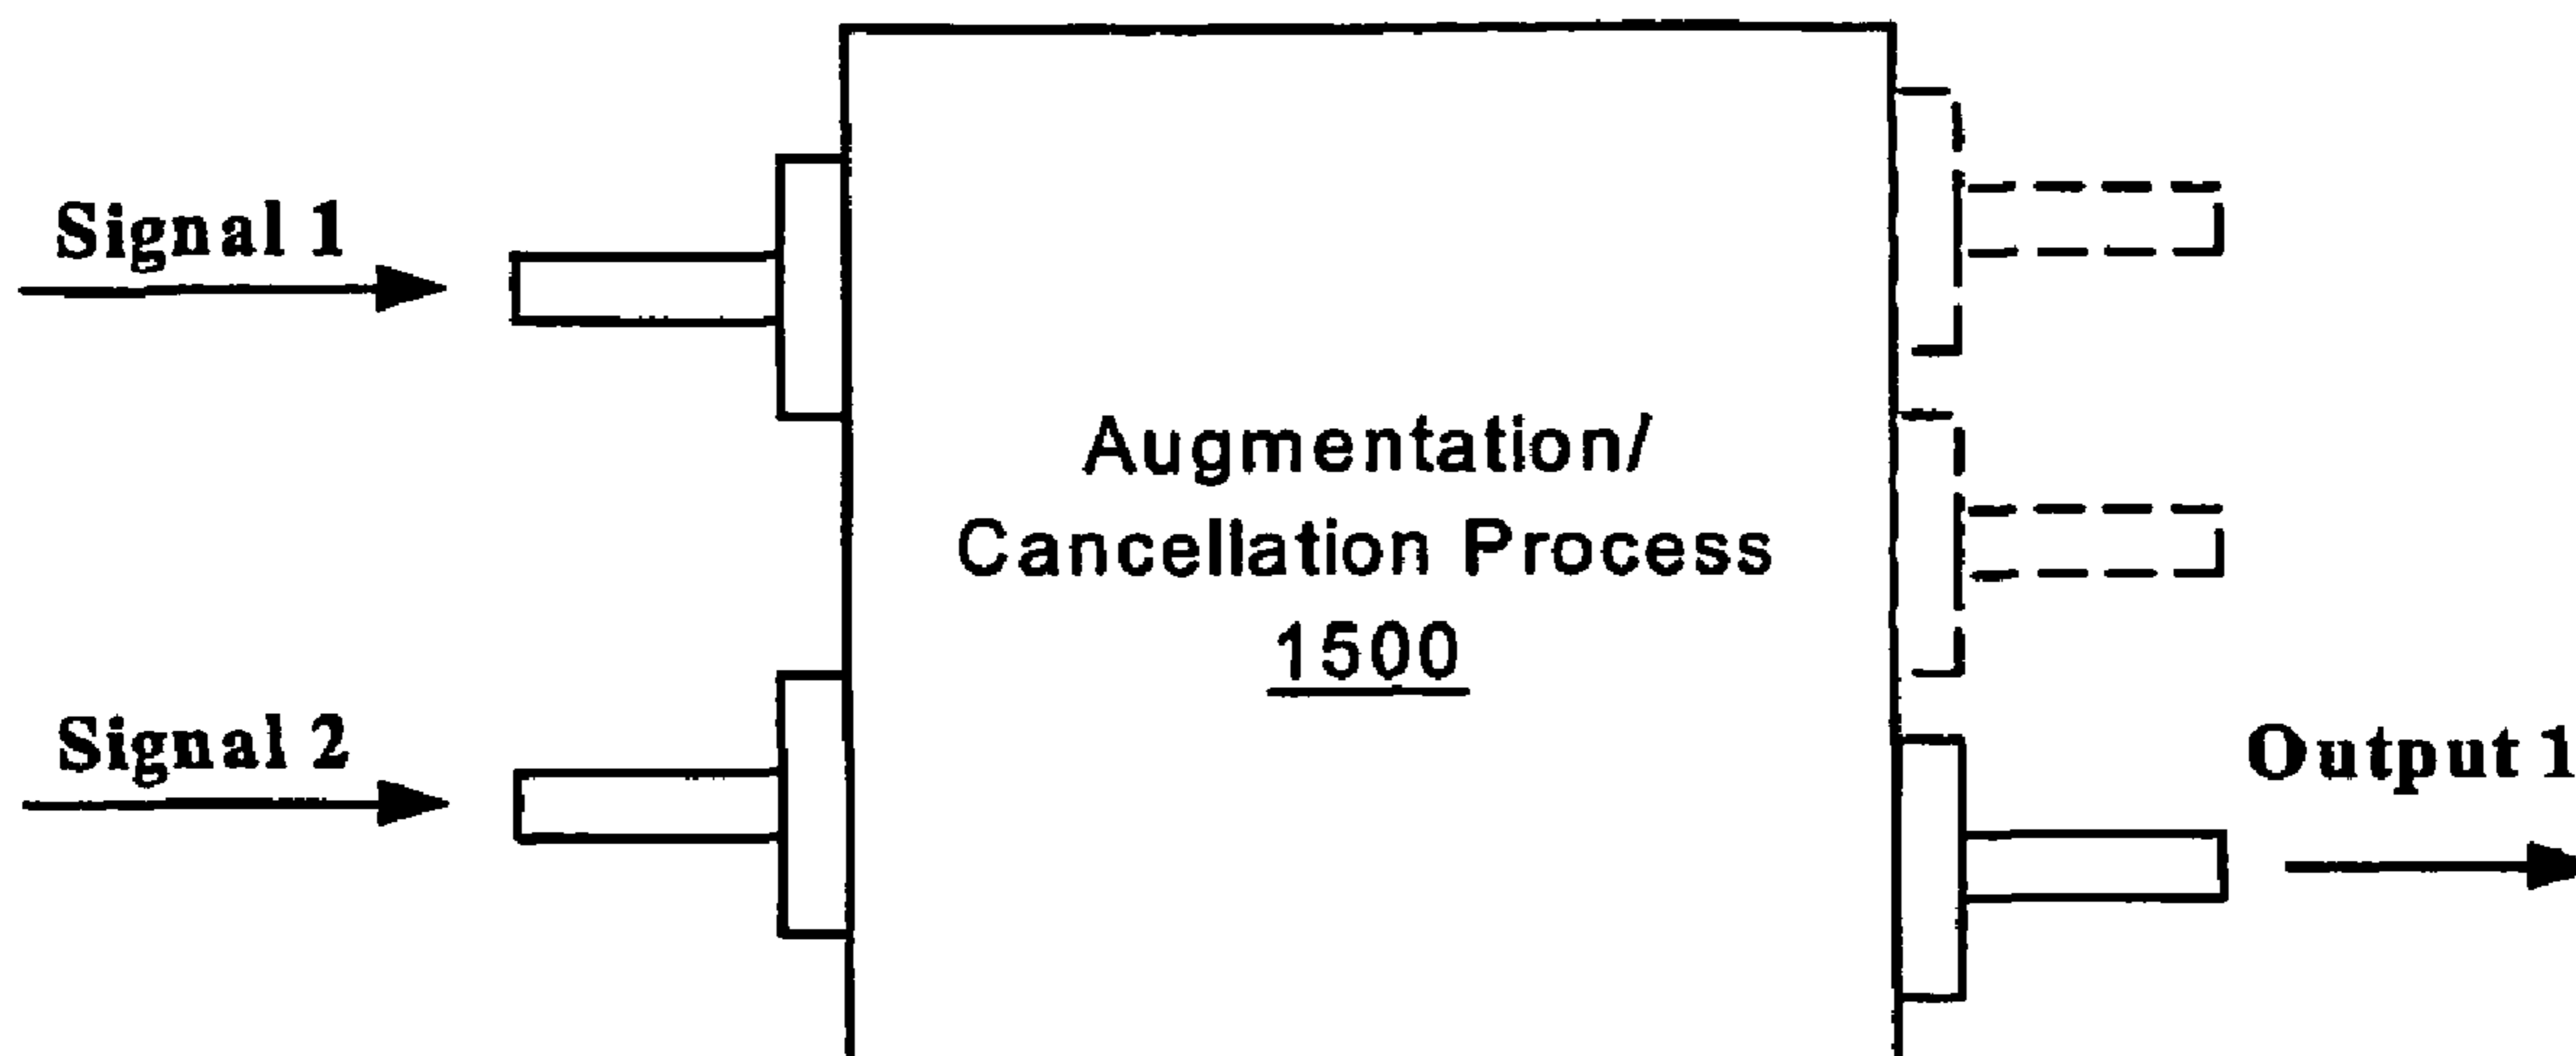 Signal 1
Augmentation/
Cancellation Process
1500
Signal 2
Output 1